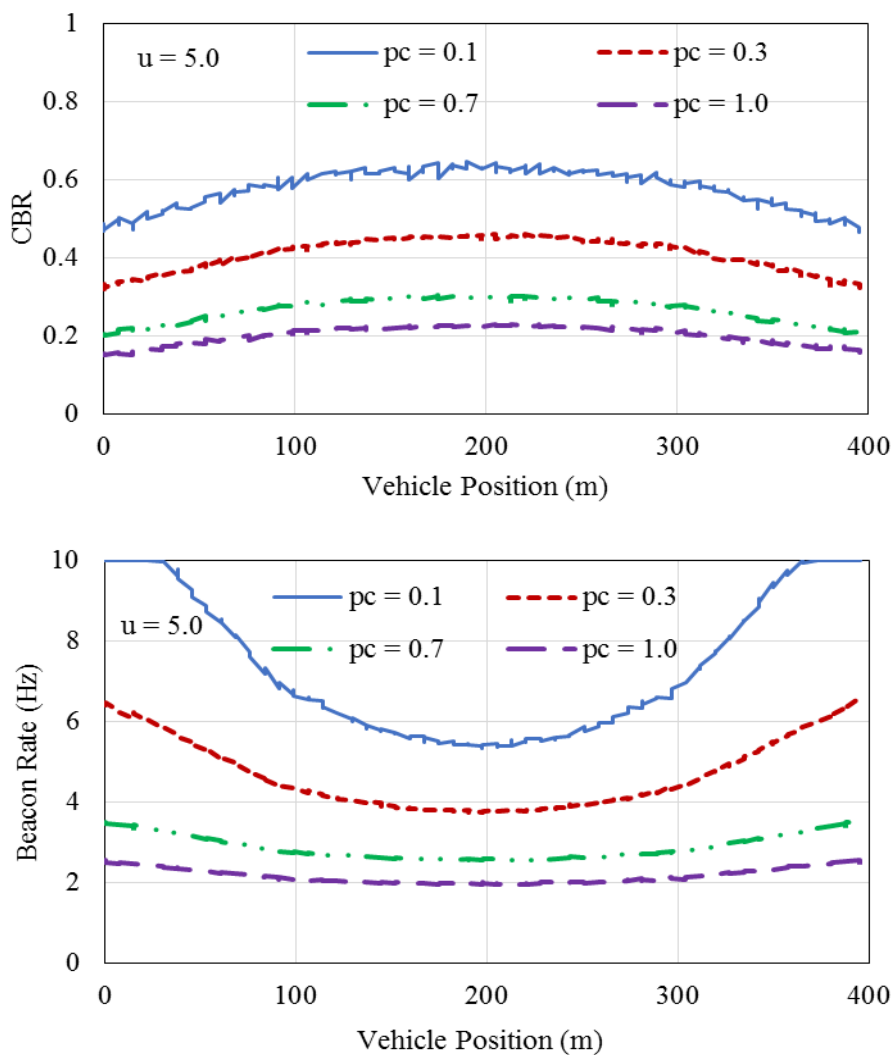 1
u = 5.0
pc = 0.1
pc = 0.3
0.8
pc = 0.7
pc = 1.0
0.6
CBR
0.4
0.2
0
0 100 200 300 400
Vehicle Position (m)
10
pc = 0.1
pc = 0.3
u = 5.0
8
pc = 0.7
pc = 1.0
6
Beacon Rate (Hz)
4
2
0
0 100 200 300 400
Vehicle Position (m)